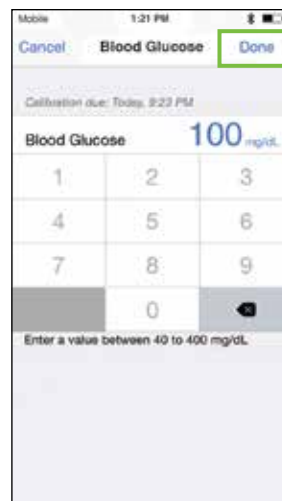 Mobile 1:21 PM
Cancel Blood Glucose Done
Calibration due: Today, 9:23 PM
Blood Glucose 100 mg/dL
1 2 3
4 5 6
7 8 9
0
Enter a value between 40 to 400 mg/dL